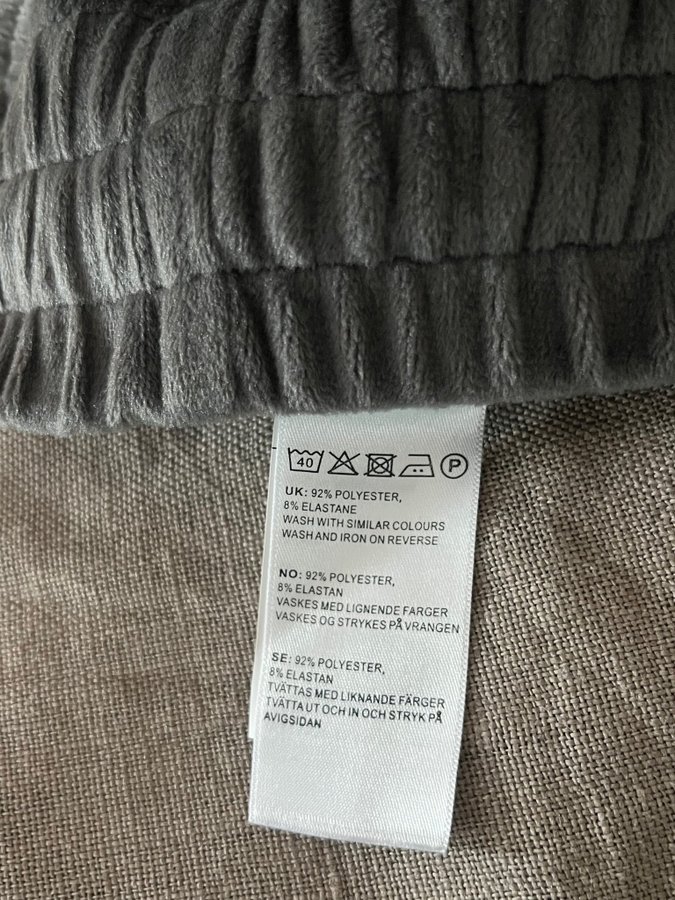 40 P
UK: 92% POLYESTER,
8% ELASTANE
WASH WITH SIMILAR COLOURS
WASH AND IRON ON REVERSE
NO: 92% POLYESTER,
8% ELASTAN
VASKES MED LIGNENDE FARGER
VASKES OG STRYKES PÅ VRANGEN
SE: 92% POLYESTER,
8% ELASTAN
TVÄTTAS MED LIKNANDE FÄRGER
TVÄTTA UT OCH IN OCH STRYK PÅ
AVIGSIDAN